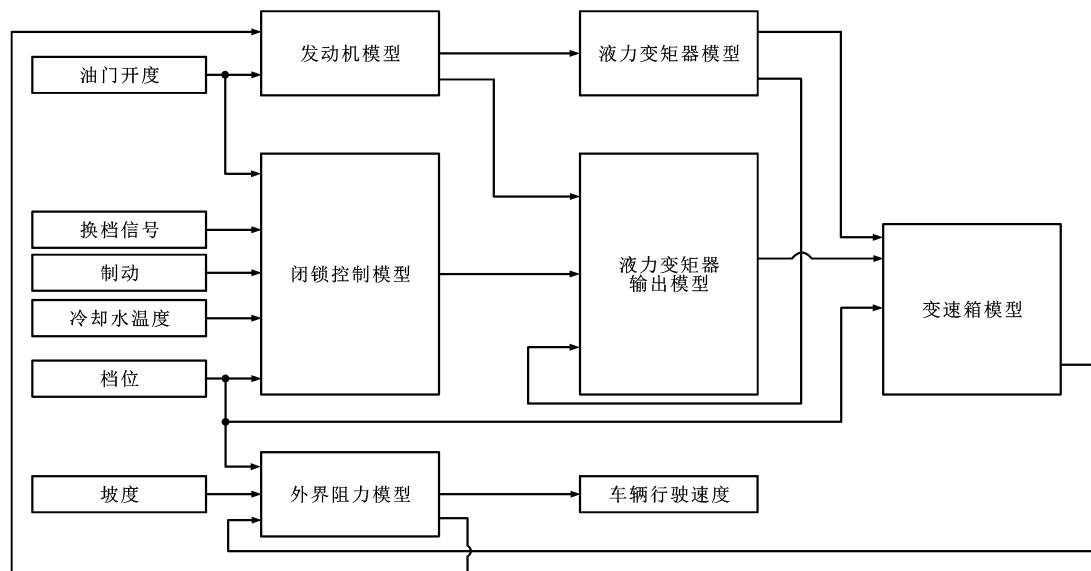 发动机模型
液力变矩器模型
油门开度
换档信号
制动
冷却水温度
档位
闭锁控制模型
液力变矩器
输出模型
变速箱模型
坡度
外界阻力模型
车辆行驶速度